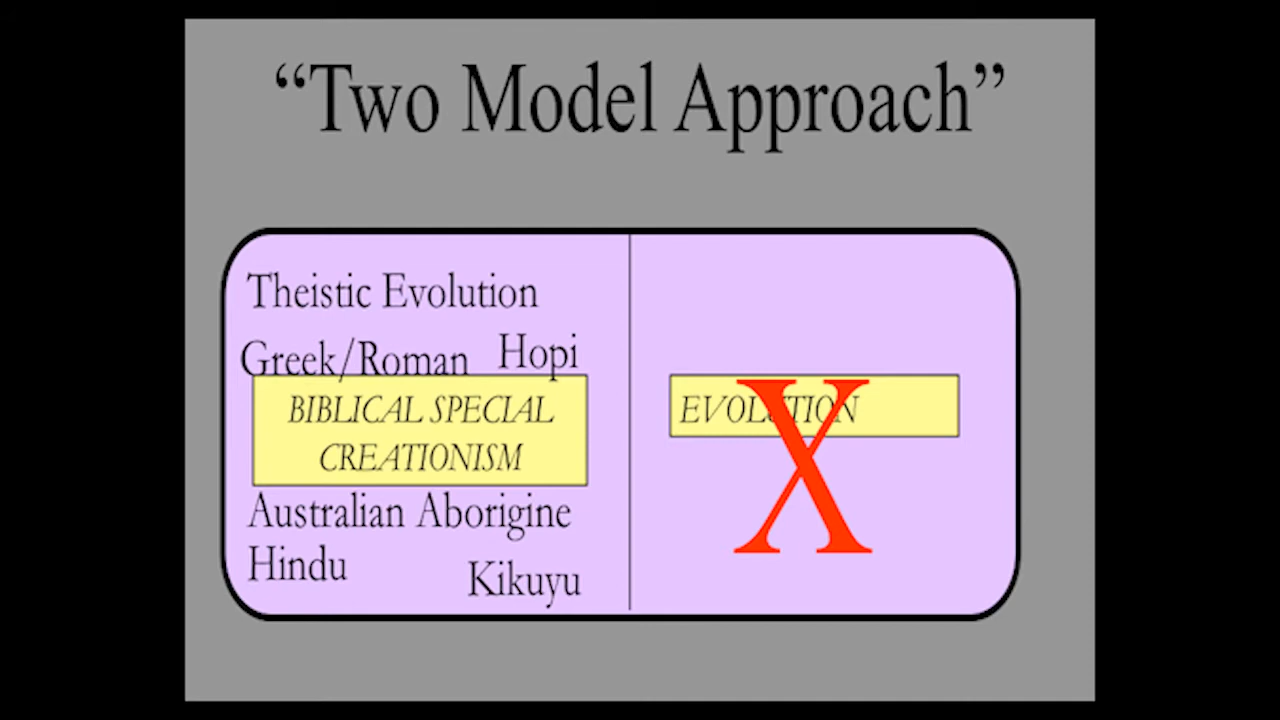 “Two Model Approach”
Theistic Evolution
Greek/Roman Hopi
BIBLICAL SPECIAL
CREATIONISM
Australian Aborigine
Hindu
Kikuyu
EVOLUTION
X